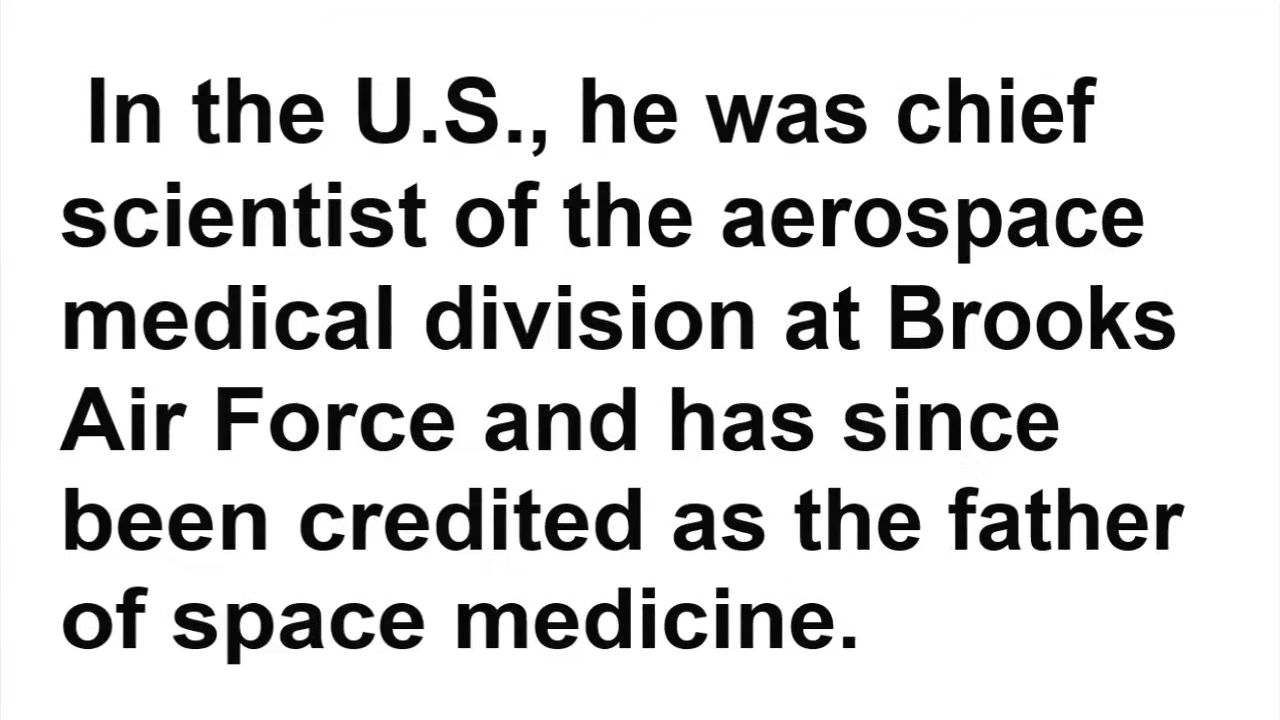 In the U.S., he was chief
scientist of the aerospace
medical division at Brooks
Air Force and has since
been credited as the father
of space medicine.